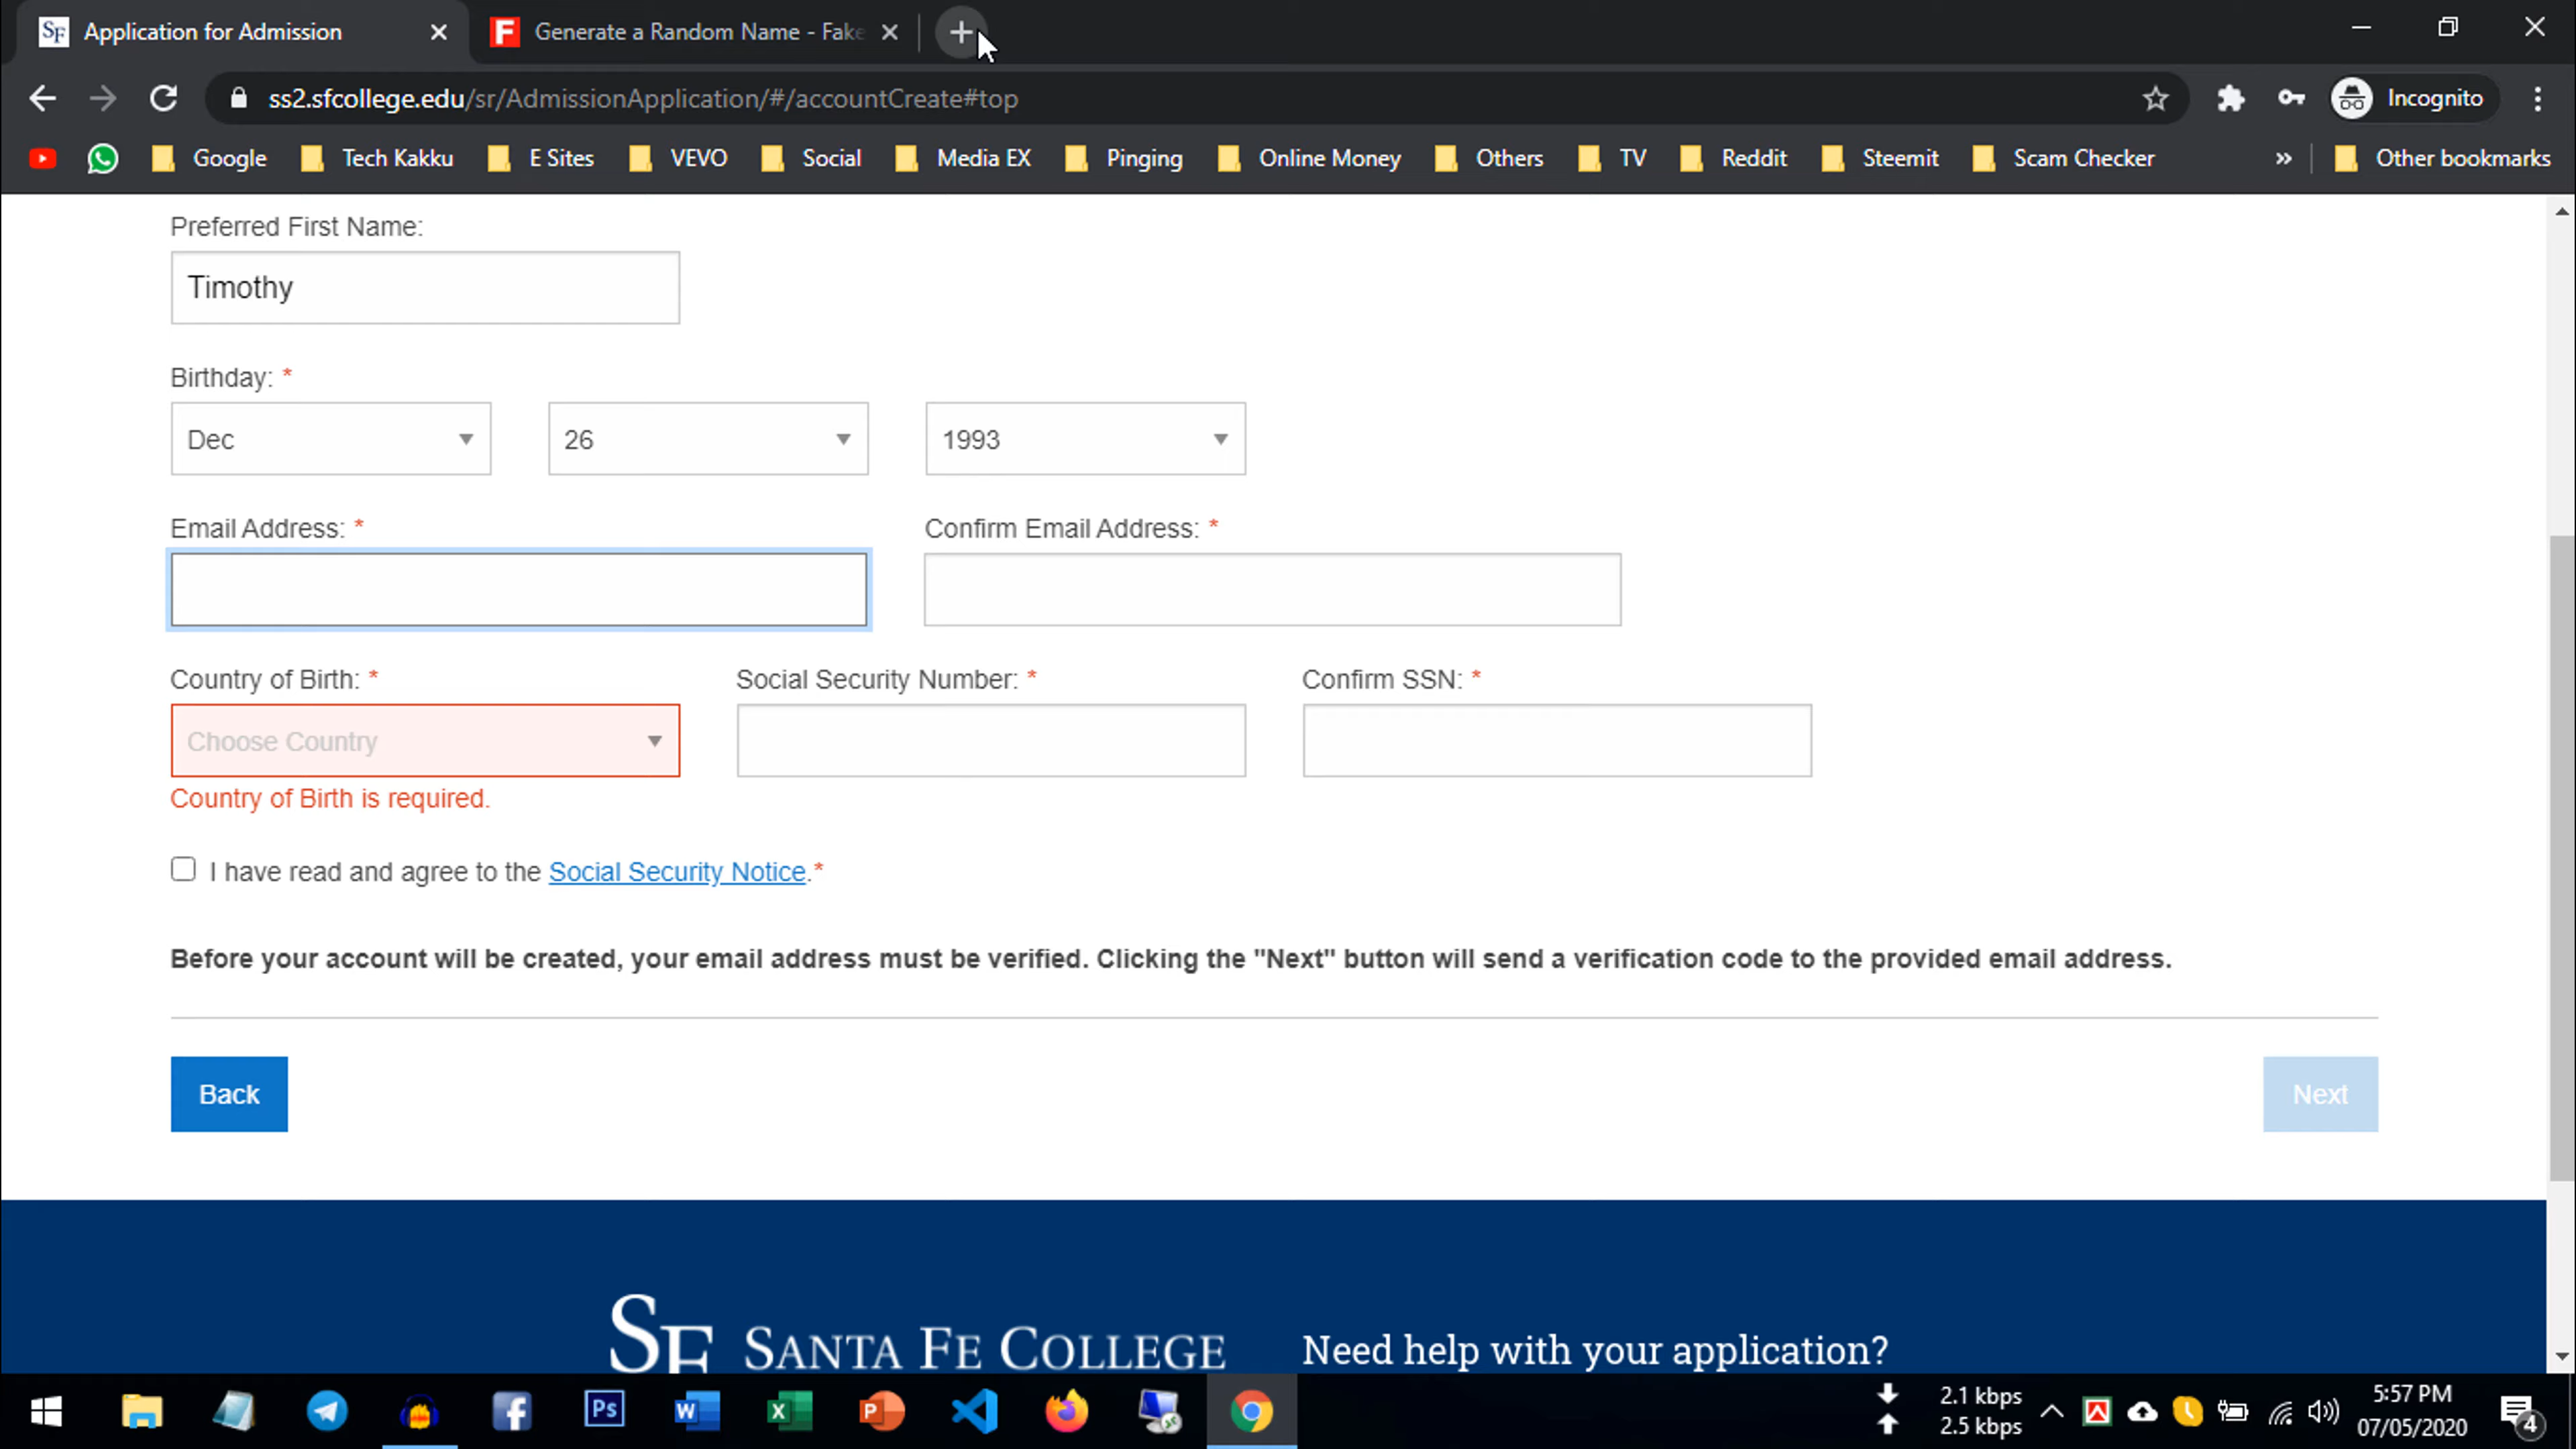 SF Application for Admission
F Generate a Random Name - Fake
ss2.sfcollege.edu/sr/AdmissionApplication/#/accountCreate#top
Incognito
Google Tech Kakku E Sites VEVO Social Media EX Pinging Online Money Others TV Reddit Steemit Scam Checker » Other bookmarks
Preferred First Name:
Timothy
Birthday: *
Dec 26 1993
Email Address: * Confirm Email Address: *
Country of Birth: * Social Security Number: * Confirm SSN: *
Choose Country
Country of Birth is required.
I have read and agree to the Social Security Notice.*
Before your account will be created, your email address must be verified. Clicking the "Next" button will send a verification code to the provided email address.
Back Next
SF SANTA FE COLLEGE Need help with your application?
Ps W X P
2.1 kbps
2.5 kbps
5:57 PM
07/05/2020
4